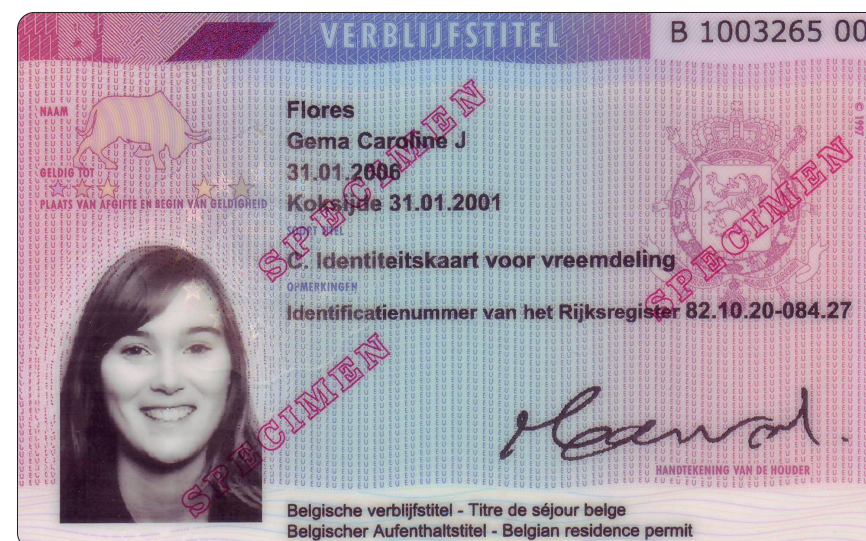 VERBLIJFSTITEL
B 1003265 00
NAAM
Flores
Gema Caroline J
GELDIG TOT
31.01.2006
PLAATS VAN AFGIFTE EN BEGIN VAN GELDIGHEID
Koksijde 31.01.2001
SOORT TITEL
C. Identiteitskaart voor vreemdeling
OPMERKINGEN
Identificatienummer van het Rijksregister 82.10.20-084.27
SPECIMEN
SPECIMEN
SPECIMEN
HANDTEKENING VAN DE HOUDER
Belgische verblijfstitel - Titre de séjour belge
Belgischer Aufenthaltstitel - Belgian residence permit